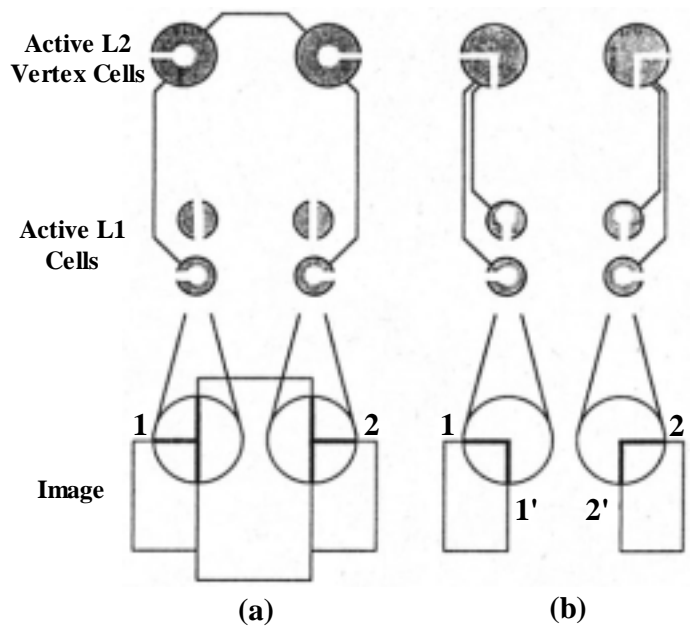 Active L2
Vertex Cells
Active L1
Cells
1
2
1
2
Image
1'
2'
(a)
(b)